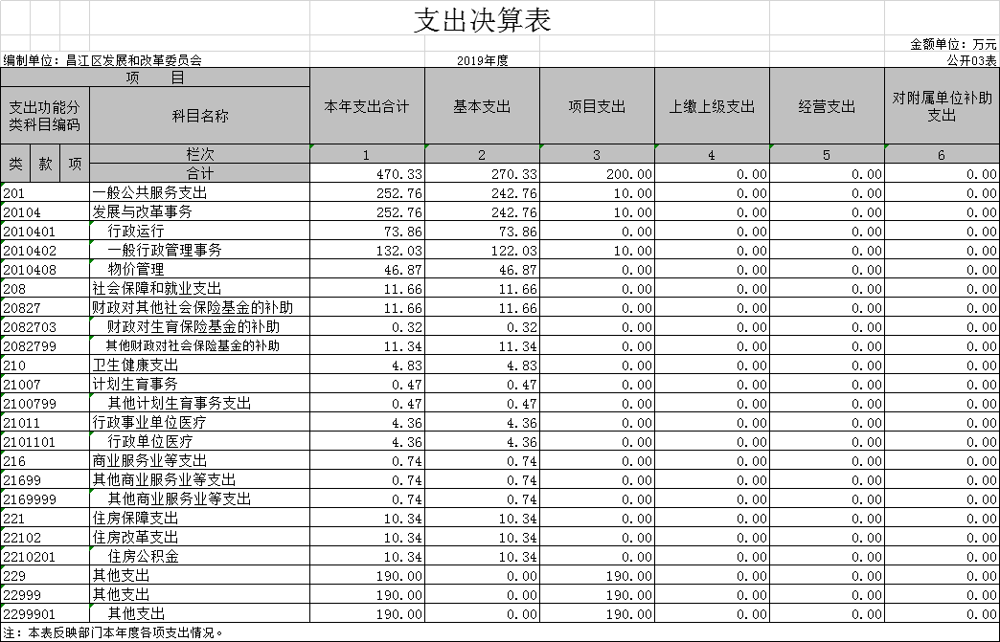 支出决算表
金额单位：万元
编制单位：昌江区发展和改革委员会 2019年度 公开03表
项 目 本年支出合计 基本支出 项目支出 上缴上级支出 经营支出 对附属单位补助支出
支出功能分类科目编码 科目名称
类 款 项 栏次 1 2 3 4 5 6
合计 470.33 270.33 200.00 0.00 0.00 0.00
201 一般公共服务支出 252.76 242.76 10.00 0.00 0.00 0.00
20104 发展与改革事务 252.76 242.76 10.00 0.00 0.00 0.00
2010401 行政运行 73.86 73.86 0.00 0.00 0.00 0.00
2010402 一般行政管理事务 132.03 122.03 10.00 0.00 0.00 0.00
2010408 物价管理 46.87 46.87 0.00 0.00 0.00 0.00
208 社会保障和就业支出 11.66 11.66 0.00 0.00 0.00 0.00
20827 财政对其他社会保险基金的补助 11.66 11.66 0.00 0.00 0.00 0.00
2082703 财政对生育保险基金的补助 0.32 0.32 0.00 0.00 0.00 0.00
2082799 其他财政对社会保险基金的补助 11.34 11.34 0.00 0.00 0.00 0.00
210 卫生健康支出 4.83 4.83 0.00 0.00 0.00 0.00
21007 计划生育事务 0.47 0.47 0.00 0.00 0.00 0.00
2100799 其他计划生育事务支出 0.47 0.47 0.00 0.00 0.00 0.00
21011 行政事业单位医疗 4.36 4.36 0.00 0.00 0.00 0.00
2101101 行政单位医疗 4.36 4.36 0.00 0.00 0.00 0.00
216 商业服务业等支出 0.74 0.74 0.00 0.00 0.00 0.00
21699 其他商业服务业等支出 0.74 0.74 0.00 0.00 0.00 0.00
2169999 其他商业服务业等支出 0.74 0.74 0.00 0.00 0.00 0.00
221 住房保障支出 10.34 10.34 0.00 0.00 0.00 0.00
22102 住房改革支出 10.34 10.34 0.00 0.00 0.00 0.00
2210201 住房公积金 10.34 10.34 0.00 0.00 0.00 0.00
229 其他支出 190.00 0.00 190.00 0.00 0.00 0.00
22999 其他支出 190.00 0.00 190.00 0.00 0.00 0.00
2299901 其他支出 190.00 0.00 190.00 0.00 0.00 0.00
注：本表反映部门本年度各项支出情况。